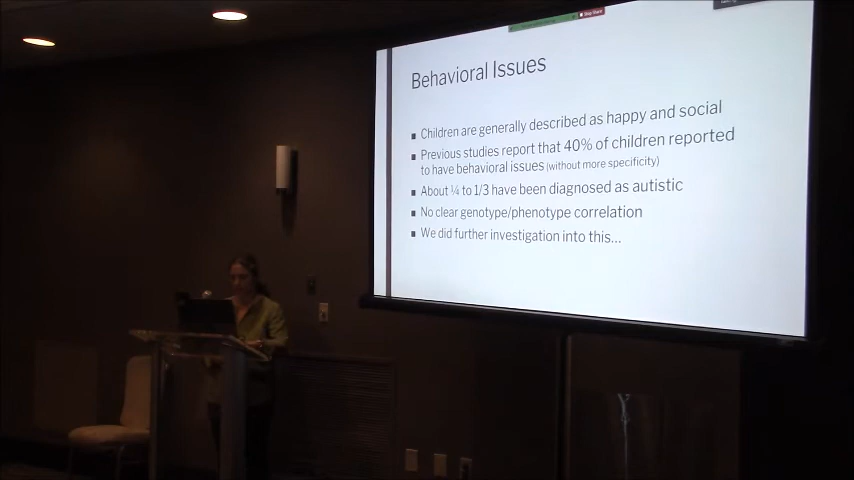 Stop Share
Behavioral Issues
Children are generally described as happy and social
Previous studies report that 40% of children reported
to have behavioral issues (without more specificity)
About ¼ to 1/3 have been diagnosed as autistic
No clear genotype/phenotype correlation
We did further investigation into this...